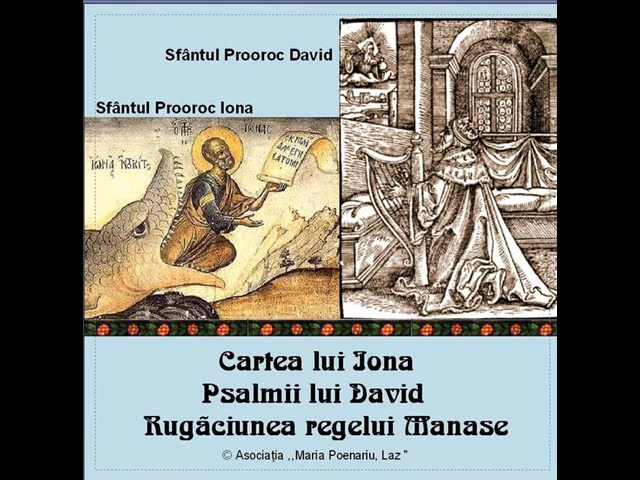 Sfântul Prooroc David
Sfântul Prooroc Iona
Cartea lui Iona
Psalmii lui David
Rugăciunea regelui Manase
© Asociația ,,Maria Poenariu, Laz "